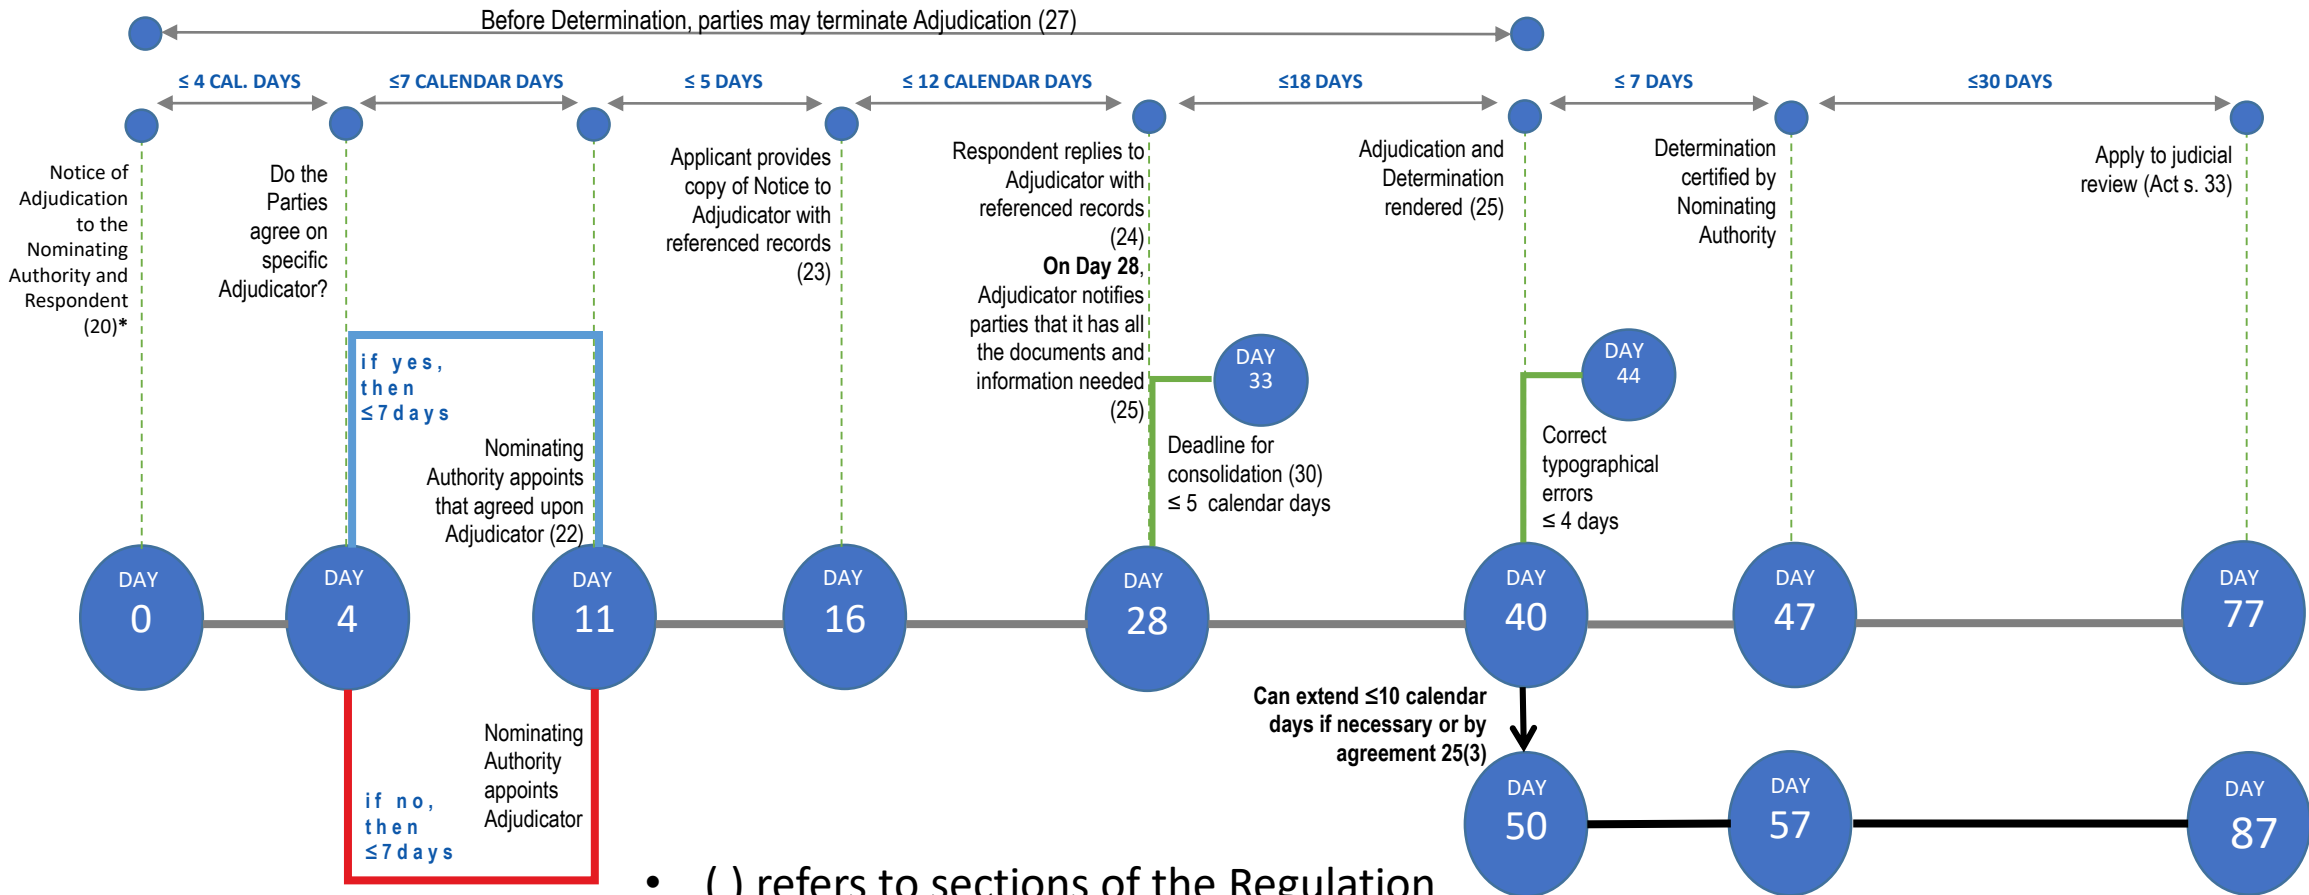 Before Determination, parties may terminate Adjudication (27)
≤ 4 CAL. DAYS
≤7 CALENDAR DAYS
≤ 5 DAYS
≤ 12 CALENDAR DAYS
≤18 DAYS
≤ 7 DAYS
≤30 DAYS
Notice of
Adjudication
to the
Nominating
Authority and
Respondent
(20)*
Do the
Parties
agree on
specific
Adjudicator?
Applicant provides
copy of Notice to
Adjudicator with
referenced records
(23)
Respondent replies to
Adjudicator with
referenced records
(24)
On Day 28,
Adjudicator notifies
parties that it has all
the documents and
information needed
(25)
Adjudication and
Determination
rendered (25)
Determination
certified by
Nominating
Authority
Apply to judicial
review (Act s. 33)
if yes,
then
≤7days
Nominating
Authority appoints
that agreed upon
Adjudicator (22)
DAY
33
Deadline for
consolidation (30)
≤ 5 calendar days
DAY
44
Correct
typographical
errors
≤ 4 days
DAY
0
DAY
4
DAY
11
DAY
16
DAY
28
DAY
40
DAY
47
DAY
77
Nominating
Authority
appoints
Adjudicator
if no,
then
≤7days
Can extend ≤10 calendar
days if necessary or by
agreement 25(3)
DAY
50
DAY
57
DAY
87
• ( ) refers to sections of the Regulation